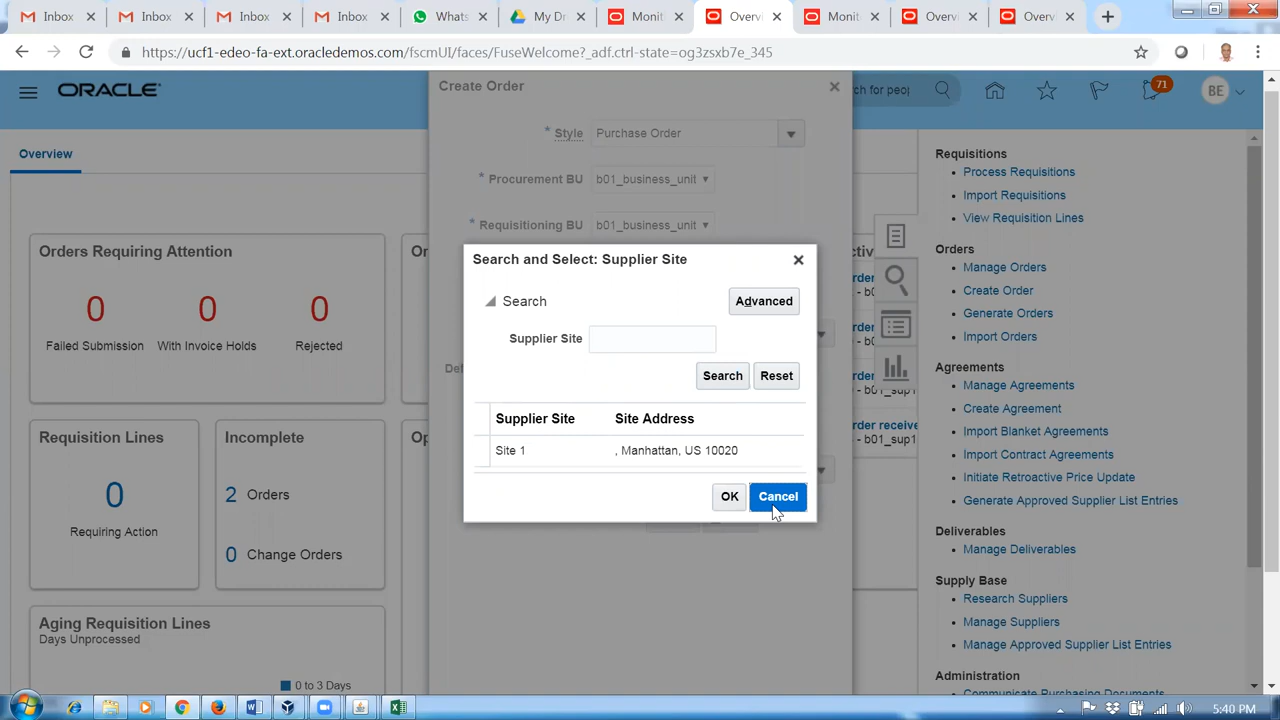 Inbox
Inbox
Inbox
Inbox
Whats
My D
Monit
Overv
Monit
Overv
Overv
https://ucf1-edeo-fa-ext.oracledemos.com/fscmUI/faces/FuseWelcome?_adf.ctrl-state=og3zsxb7e_345
ORACLE
Create Order
ch for peo
71
BE
Overview
* Style Purchase Order
* Procurement BU b01_business_unit
* Requisitioning BU b01_business_unit
Search and Select: Supplier Site
Search
Advanced
Supplier Site
Search
Reset
Supplier Site Site Address
Site 1 , Manhattan, US 10020
OK
Cancel
Orders Requiring Attention
0 0 0
Failed Submission With Invoice Holds Rejected
Requisition Lines
0
Requiring Action
Incomplete
2 Orders
0 Change Orders
Aging Requisition Lines
Days Unprocessed
0 to 3 Days
Requisitions
Process Requisitions
Import Requisitions
View Requisition Lines
Orders
Manage Orders
Create Order
Generate Orders
Import Orders
Agreements
Manage Agreements
Create Agreement
Import Blanket Agreements
Import Contract Agreements
Initiate Retroactive Price Update
Generate Approved Supplier List Entries
Deliverables
Manage Deliverables
Supply Base
Research Suppliers
Manage Suppliers
Manage Approved Supplier List Entries
Administration
Communicate Purchasing Documents
5:40 PM